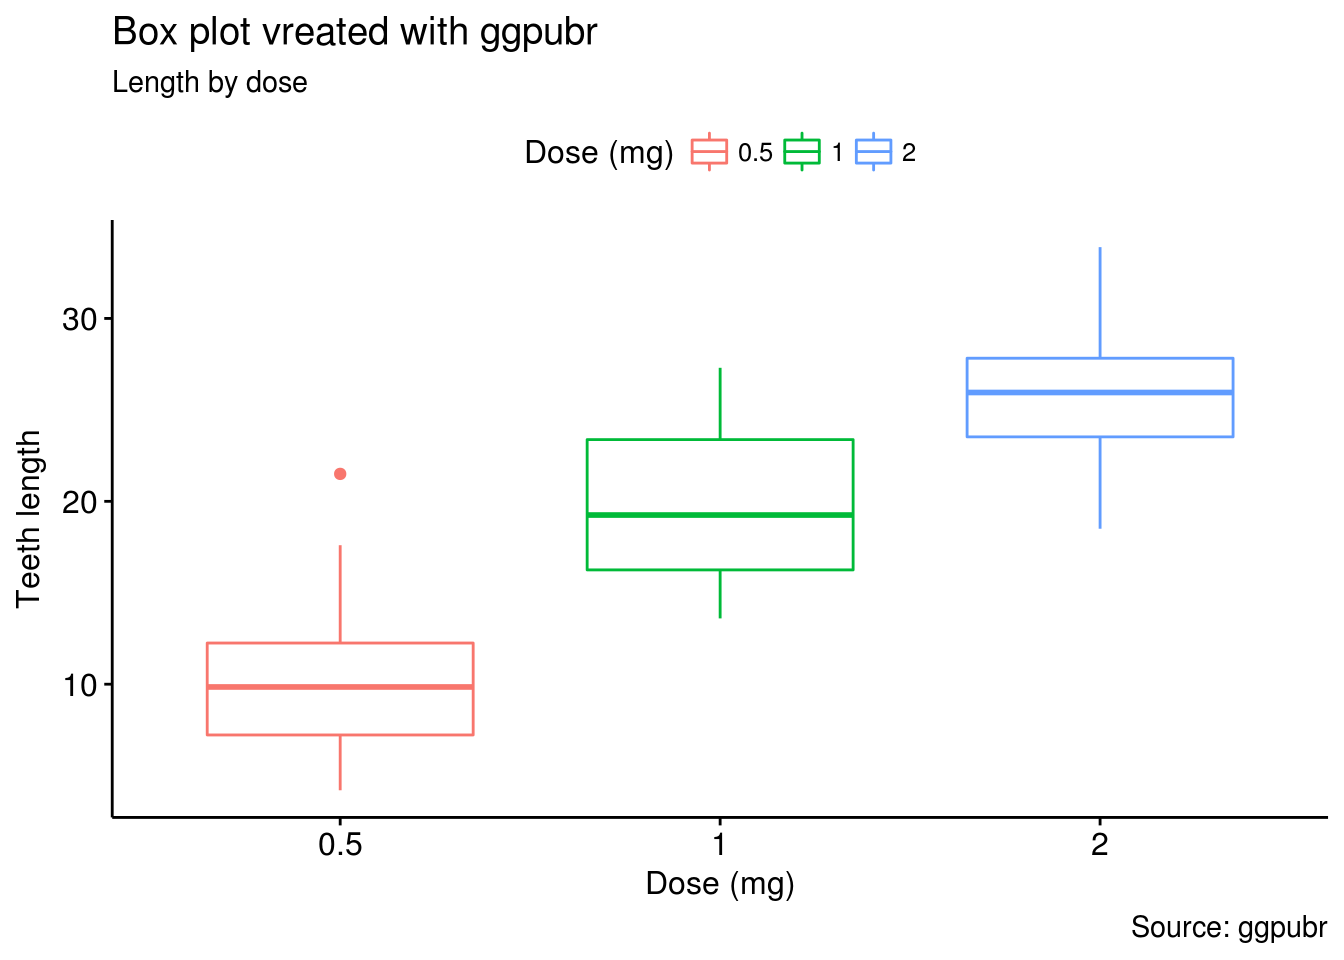 Box plot vreated with ggpubr
Length by dose
Dose (mg) 0.5 1 2
30
20
10
Teeth length
0.5 1 2
Dose (mg)
Source: ggpubr